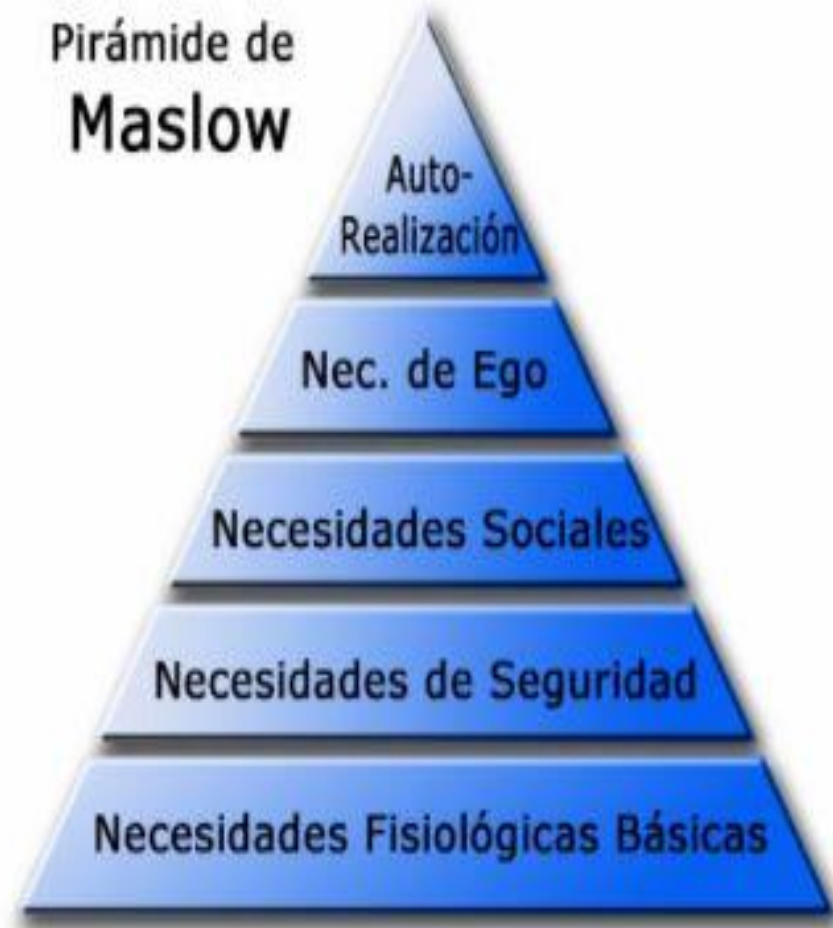 Pirámide de
Maslow
Auto-
Realización
Nec. de Ego
Necesidades Sociales
Necesidades de Seguridad
Necesidades Fisiológicas Básicas